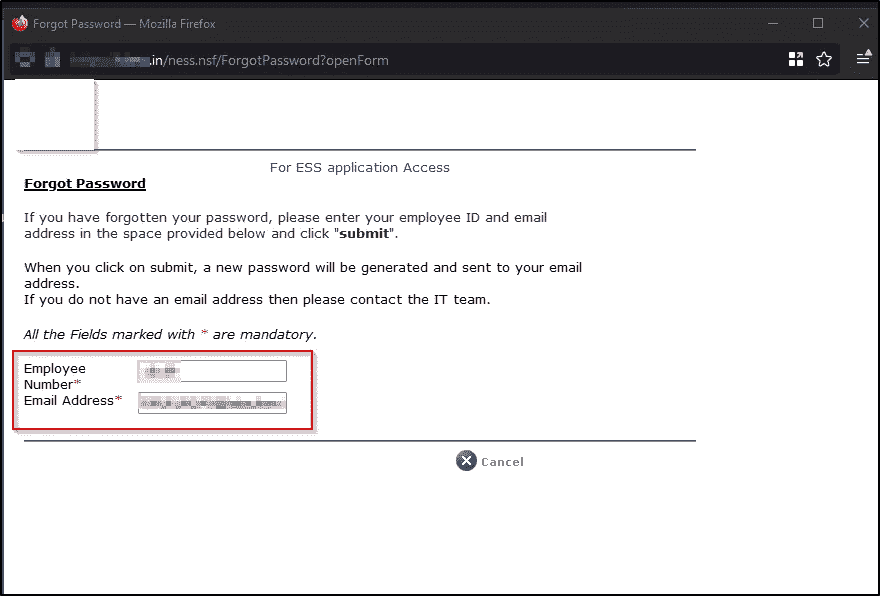 Forgot Password — Mozilla Firefox
.in/ness.nsf/ForgotPassword?openForm
For ESS application Access
Forgot Password
If you have forgotten your password, please enter your employee ID and email
address in the space provided below and click "submit".
When you click on submit, a new password will be generated and sent to your email
address.
If you do not have an email address then please contact the IT team.
All the Fields marked with * are mandatory.
Employee
Number*
Email Address*
Cancel